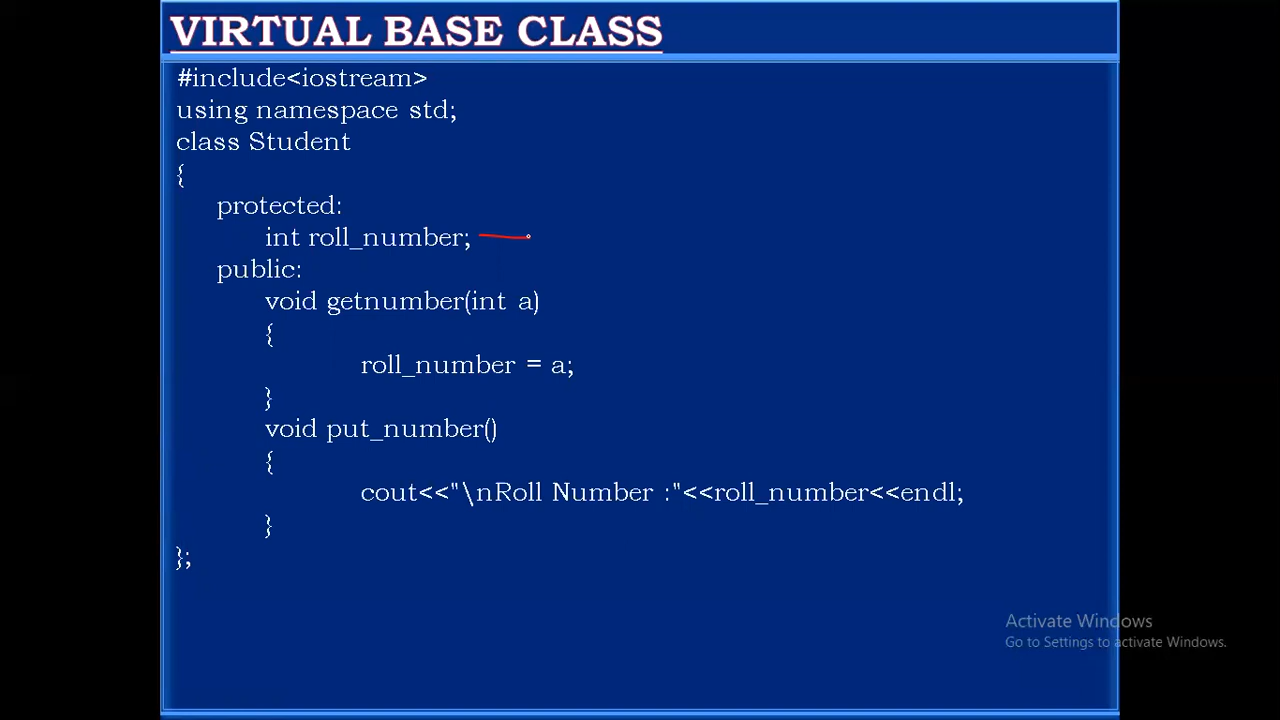 VIRTUAL BASE CLASS
#include<iostream>
using namespace std;
class Student
{
protected:
int roll_number;
public:
void getnumber(int a)
{
roll_number = a;
}
void put_number()
{
cout<<"\nRoll Number :"<<roll_number<<endl;
}
};
Activate Windows
Go to Settings to activate Windows.